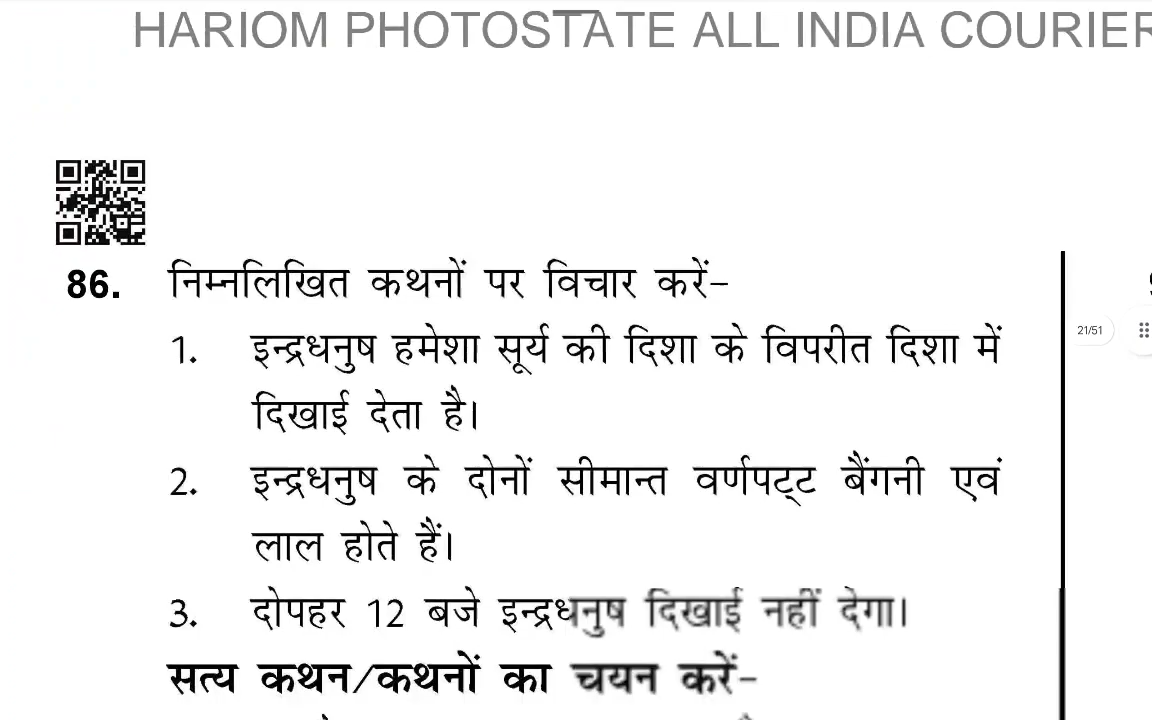 HARIOM PHOTOSTATE ALL INDIA COURIER
86. निम्नलिखित कथनों पर विचार करें-
1. इन्द्रधनुष हमेशा सूर्य की दिशा के विपरीत दिशा में
21/51
दिखाई देता है।
2. इन्द्रधनुष के दोनों सीमान्त वर्णपट्ट बैंगनी एवं
लाल होते हैं।
3. दोपहर 12 बजे इन्द्रधनुष दिखाई नहीं देगा।
सत्य कथन/कथनों का चयन करें-